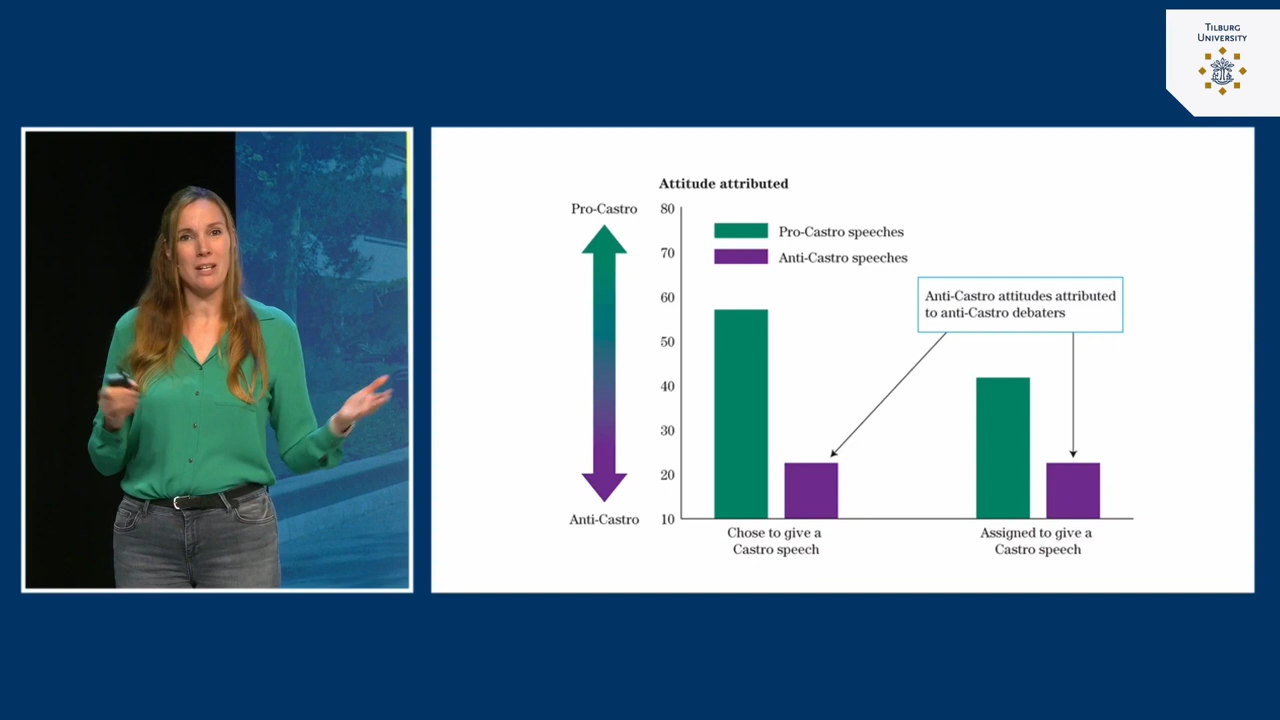 TILBURG
UNIVERSITY
Attitude attributed
Pro-Castro
80
70
60
50
40
30
20
10
Anti-Castro
Pro-Castro speeches
Anti-Castro speeches
Anti-Castro attitudes attributed
to anti-Castro debaters
Chose to give a
Castro speech
Assigned to give a
Castro speech